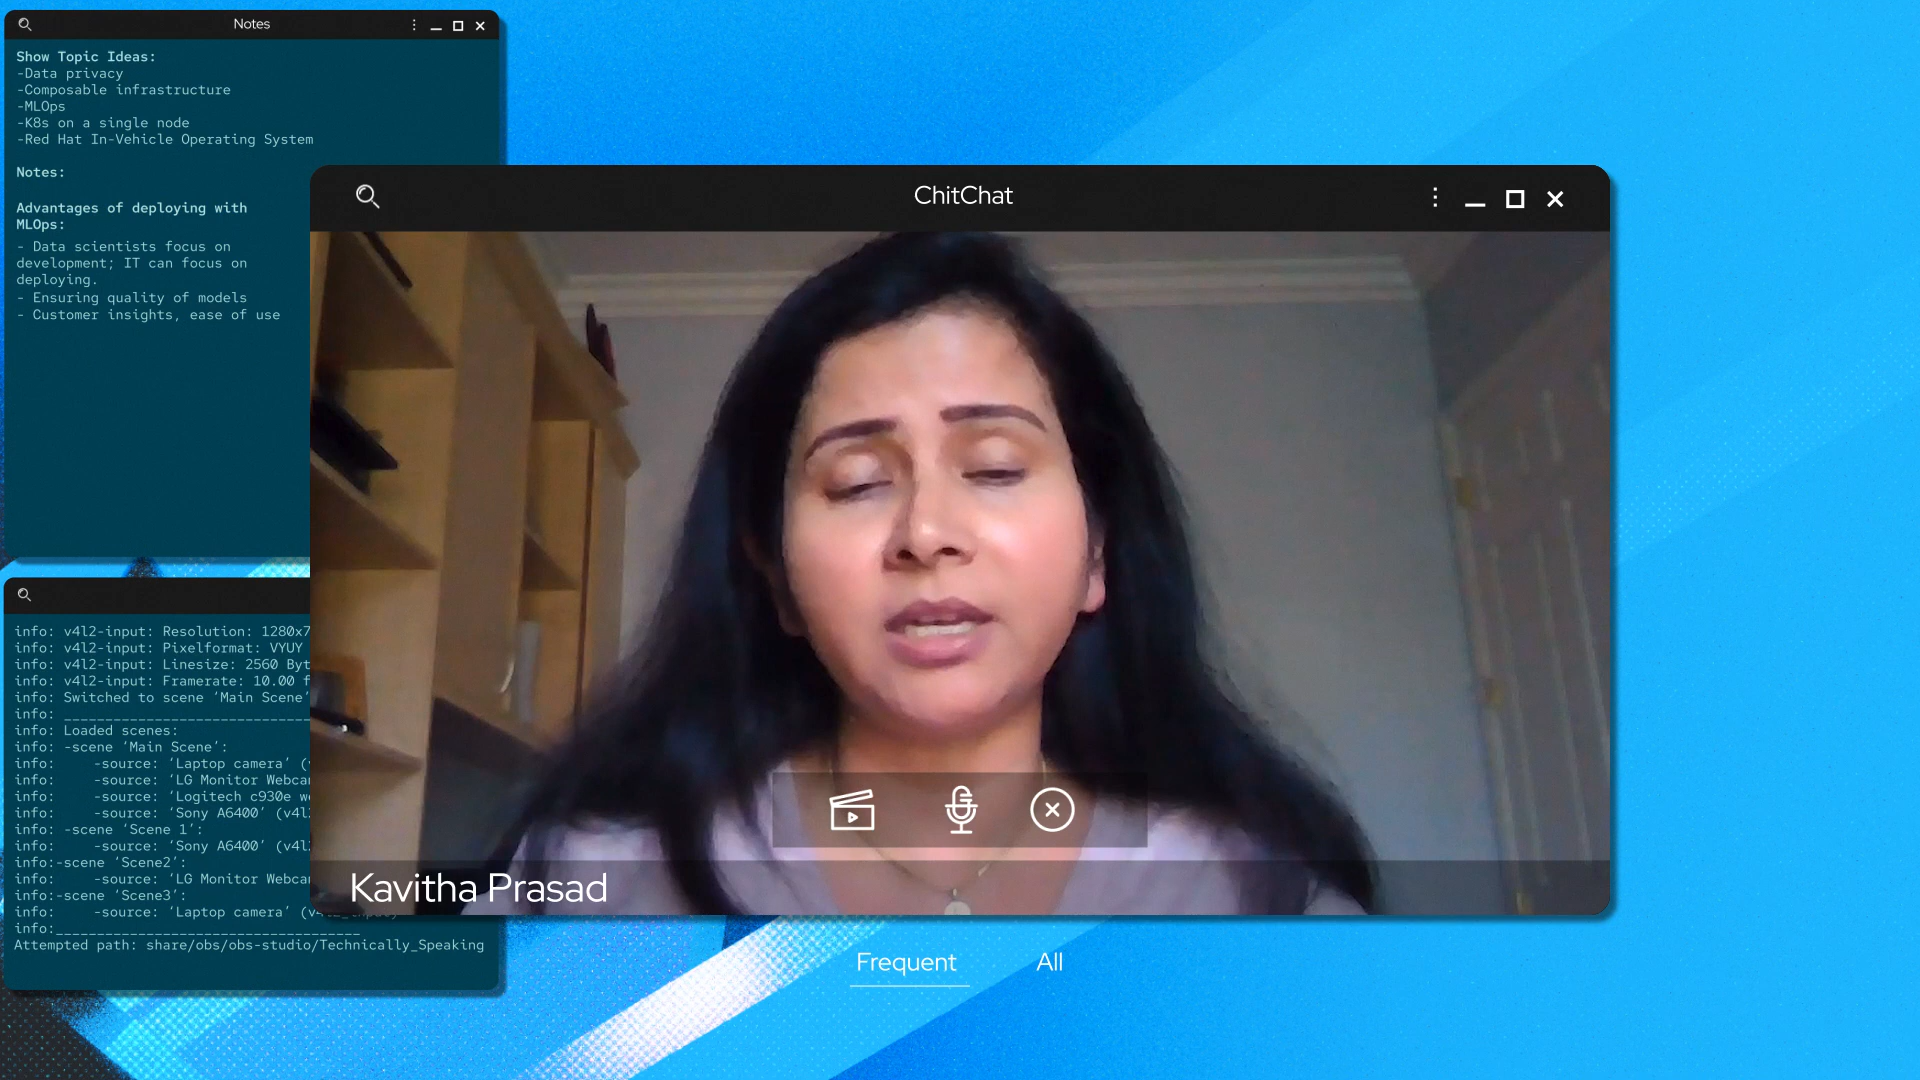 Notes
Show Topic Ideas:
-Data privacy
-Composable infrastructure
-MLOps
-K8s on a single node
-Red Hat In-Vehicle Operating System
Notes:
Advantages of deploying with
MLOps:
- Data scientists focus on
development; IT can focus on
deploying.
- Ensuring quality of models
- Customer insights, ease of use
ChitChat
Kavitha Prasad
info: v4l2-input: Resolution: 1280x7
info: v4l2-input: Pixelformat: VYUY
info: v4l2-input: Linesize: 2560 Byt
info: v4l2-input: Framerate: 10.00 f
info: Switched to scene ‘Main Scene’
info: ______________________________
info: Loaded scenes:
info: -scene ‘Main Scene’:
info:     -source: ‘Laptop camera’ (
info:     -source: ‘LG Monitor Webcam
info:     -source: ‘Logitech c930e w
info:     -source: ‘Sony A6400’ (v4l
info: -scene ‘Scene 1’:
info:     -source: ‘Sony A6400’ (v4l
info:-scene ‘Scene2’:
info:     -source: ‘LG Monitor Webcam
info:-scene ‘Scene3’:
info:     -source: ‘Laptop camera’ (v4l2_input)
info:_____________________________________
Attempted path: share/obs/obs-studio/Technically_Speaking
Frequent
All